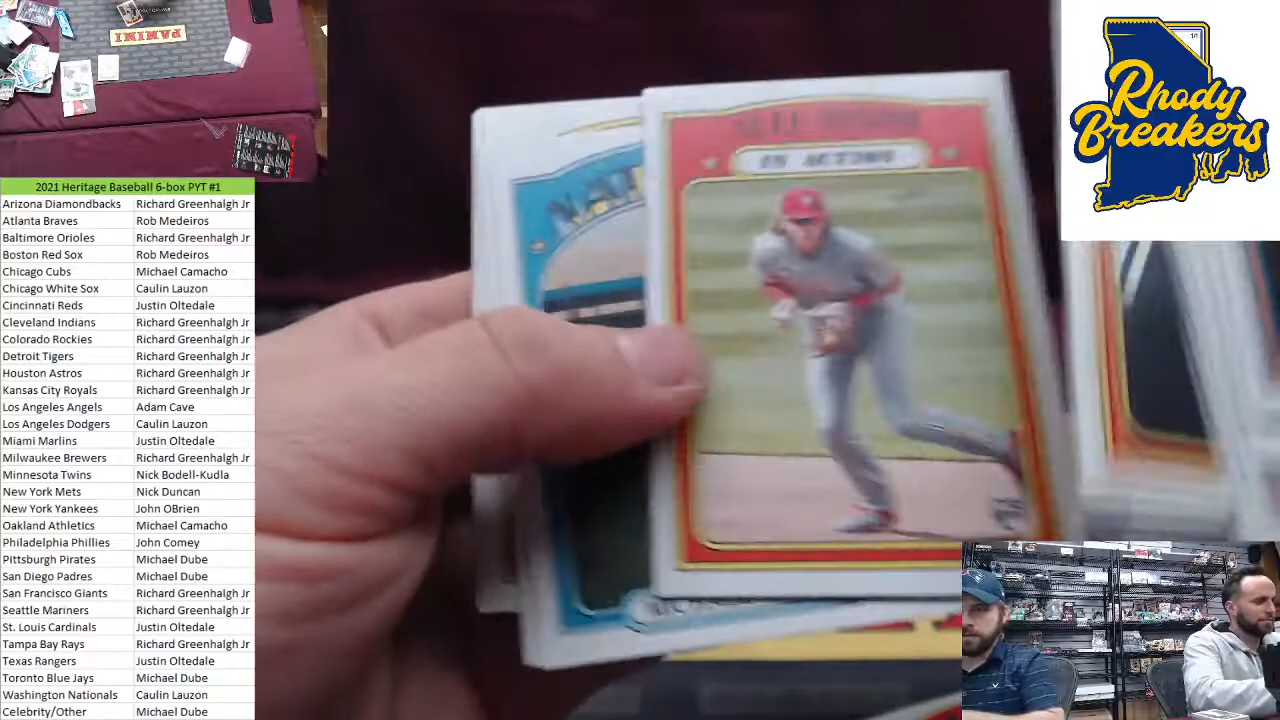 PANINI
Rhody
Breakers
1/1
IN ACTION
2021 Heritage Baseball 6-box PYT #1
Arizona Diamondbacks Richard Greenhalgh Jr
Atlanta Braves Rob Medeiros
Baltimore Orioles Richard Greenhalgh Jr
Boston Red Sox Rob Medeiros
Chicago Cubs Michael Camacho
Chicago White Sox Caulin Lauzon
Cincinnati Reds Justin Oltedale
Cleveland Indians Richard Greenhalgh Jr
Colorado Rockies Richard Greenhalgh Jr
Detroit Tigers Richard Greenhalgh Jr
Houston Astros Richard Greenhalgh Jr
Kansas City Royals Richard Greenhalgh Jr
Los Angeles Angels Adam Cave
Los Angeles Dodgers Caulin Lauzon
Miami Marlins Justin Oltedale
Milwaukee Brewers Richard Greenhalgh Jr
Minnesota Twins Nick Bodell-Kudla
New York Mets Nick Duncan
New York Yankees John OBrien
Oakland Athletics Michael Camacho
Philadelphia Phillies John Comey
Pittsburgh Pirates Michael Dube
San Diego Padres Michael Dube
San Francisco Giants Richard Greenhalgh Jr
Seattle Mariners Richard Greenhalgh Jr
St. Louis Cardinals Justin Oltedale
Tampa Bay Rays Richard Greenhalgh Jr
Texas Rangers Justin Oltedale
Toronto Blue Jays Michael Dube
Washington Nationals Caulin Lauzon
Celebrity/Other Michael Dube